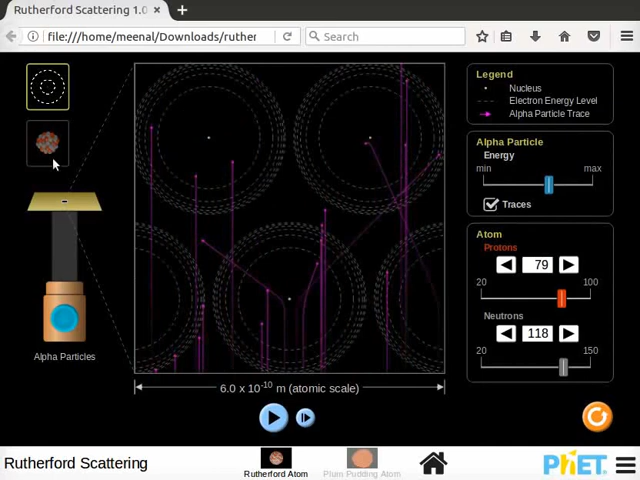 Rutherford Scattering 1.0
file:///home/meenal/Downloads/ruther
Search
Legend
Nucleus
Electron Energy Level
Alpha Particle Trace
Alpha Particle
Energy
min
max
Traces
Atom
Protons
79
20
100
Neutrons
118
20
150
Alpha Particles
6.0 x 10⁻¹⁰ m (atomic scale)
Rutherford Scattering
Rutherford Atom
Plum Pudding Atom
PhET